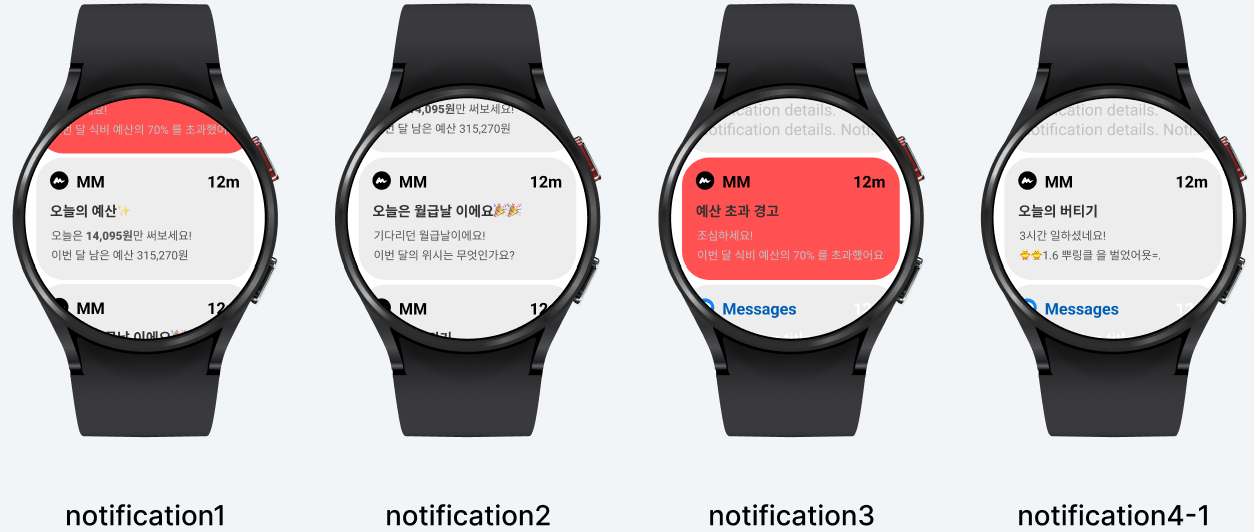 요!
번 달 식비 예산의 70% 를 초과했어
MM 12m
오늘의 예산✨
오늘은 14,095원만 써보세요!
이번 달 남은 예산 315,270원
MM 12
notification1
4,095원만 써보세요!
번 달 남은 예산 315,270원
MM 12m
오늘은 월급날 이에요🎉🎉
기다리던 월급날이에요!
이번 달의 위시는 무엇인가요?
MM 12
notification2
cation details.
otification details. Noti
MM 12m
예산 초과 경고
조심하세요!
이번 달 식비 예산의 70% 를 초과했어요
Messages 12
notification3
cation details.
otification details. Noti
MM 12m
오늘의 버티기
3시간 일하셨네요!
🐥🐥1.6 뿌링클 을 벌었어욧=.
Messages 12
notification4-1